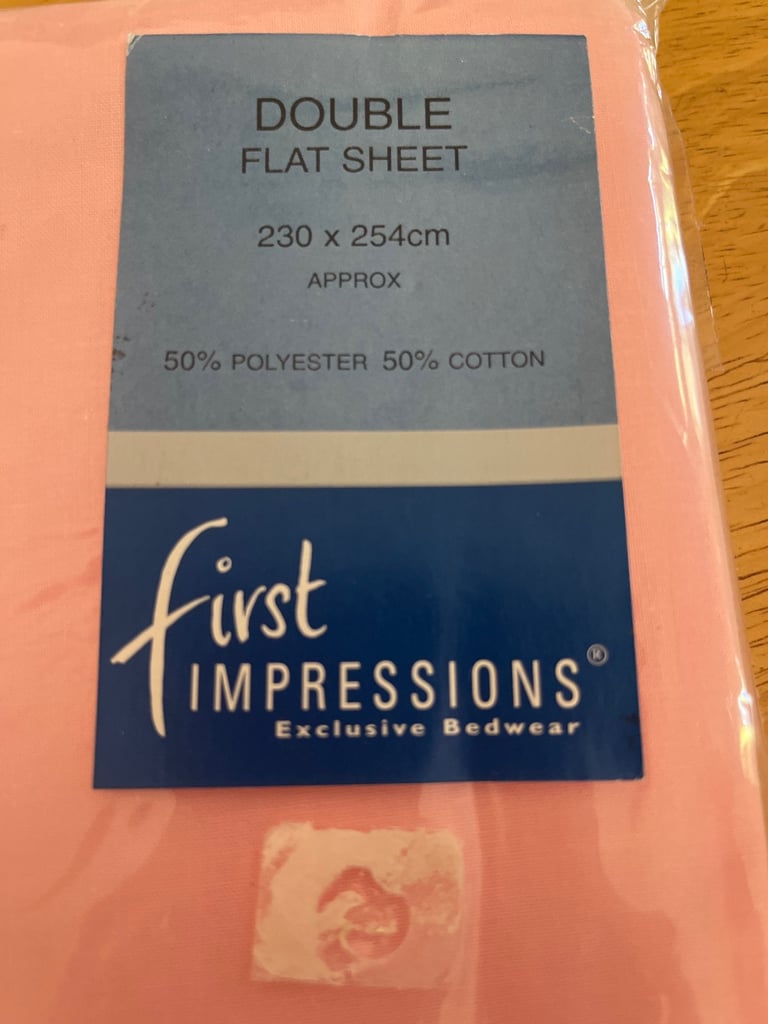 DOUBLE
FLAT SHEET
230 x 254cm
APPROX
50% POLYESTER 50% COTTON
first
IMPRESSIONS®
Exclusive Bedwear